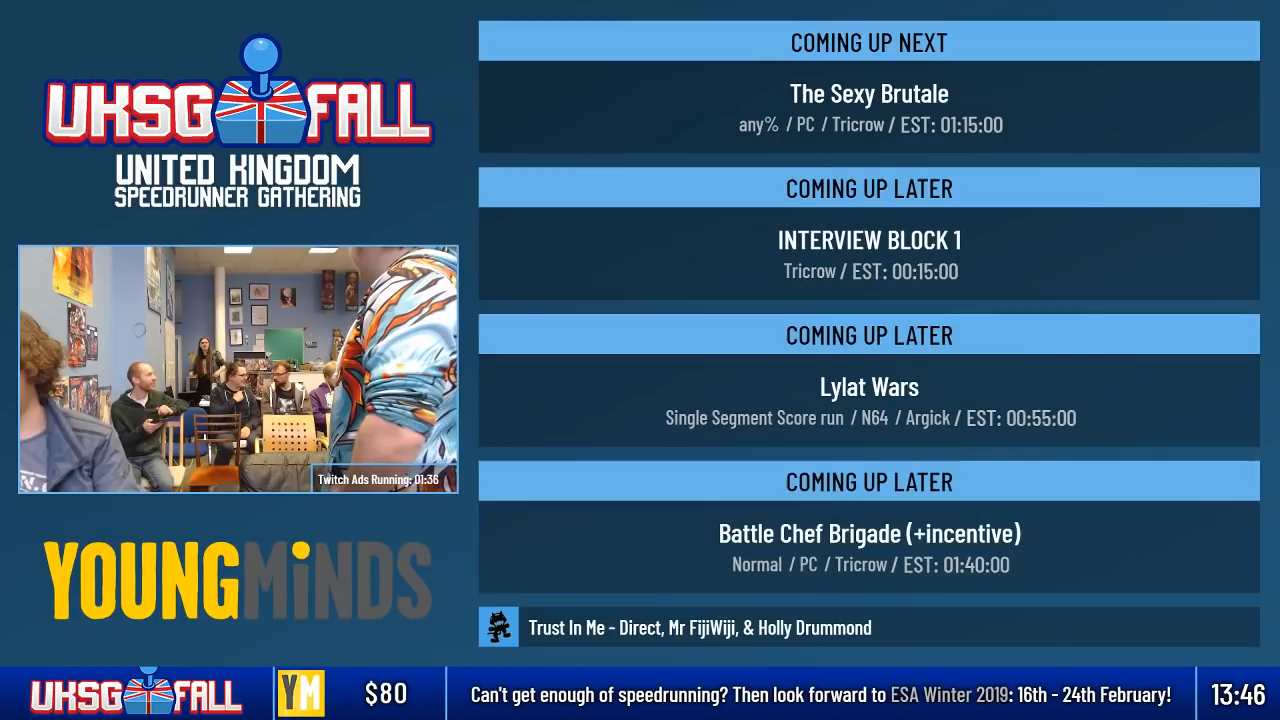 UKSG FALL
UNITED KINGDOM
SPEEDRUNNER GATHERING
Twitch Ads Running: 01:36
YOUNGMiNDS
COMING UP NEXT
The Sexy Brutale
any% / PC / Tricrow / EST: 01:15:00
COMING UP LATER
INTERVIEW BLOCK 1
Tricrow / EST: 00:15:00
COMING UP LATER
Lylat Wars
Single Segment Score run / N64 / Argick / EST: 00:55:00
COMING UP LATER
Battle Chef Brigade (+incentive)
Normal / PC / Tricrow / EST: 01:40:00
Trust In Me - Direct, Mr FijiWiji, & Holly Drummond
UKSG FALL
YM
$80
Can't get enough of speedrunning? Then look forward to ESA Winter 2019: 16th - 24th February!
13:46